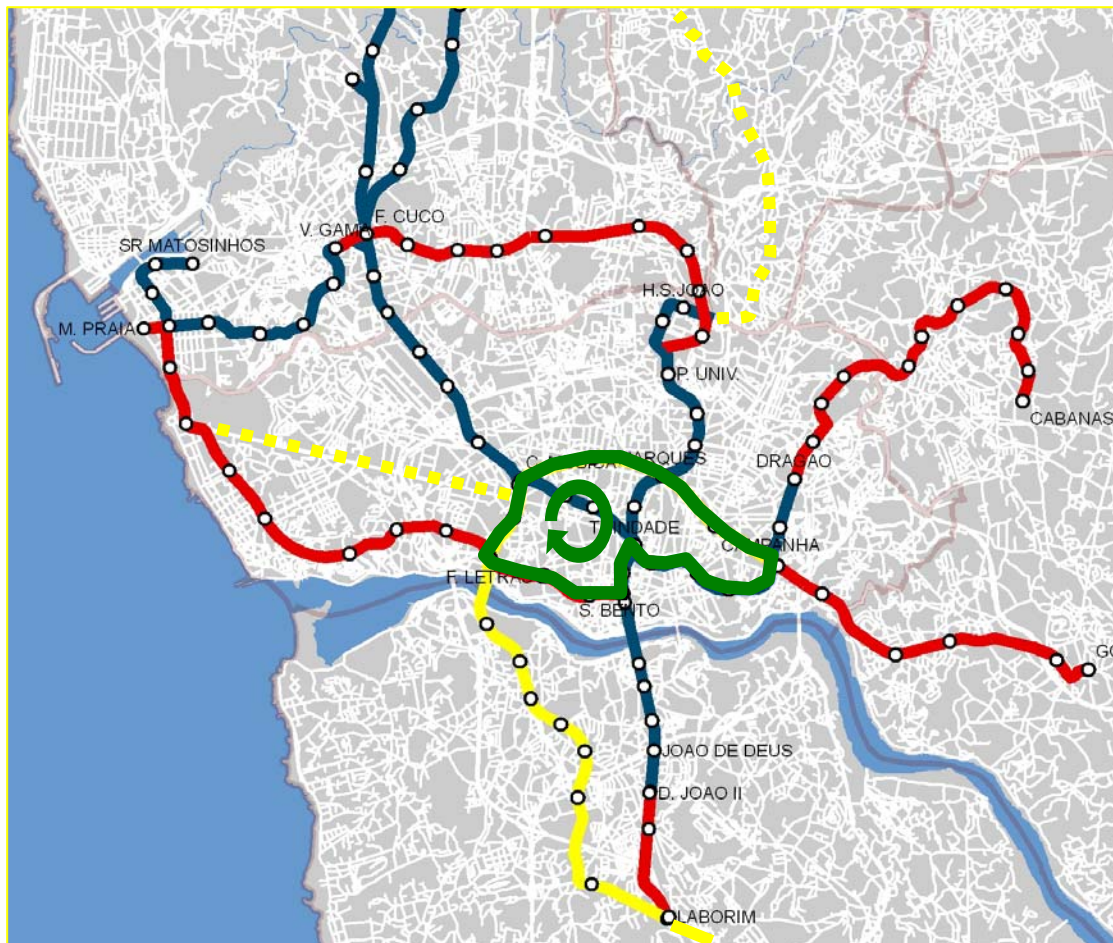 F. CUCO
V. GAMA
SR MATOSINHOS
H.S.JOAO
M. PRAIA
P. UNIV.
CABANAS
DRAGAO
TRINDADE
CAMPANHA
F. LETRAS
S. BENTO
GO
JOAO DE DEUS
D. JOAO II
LABORIM